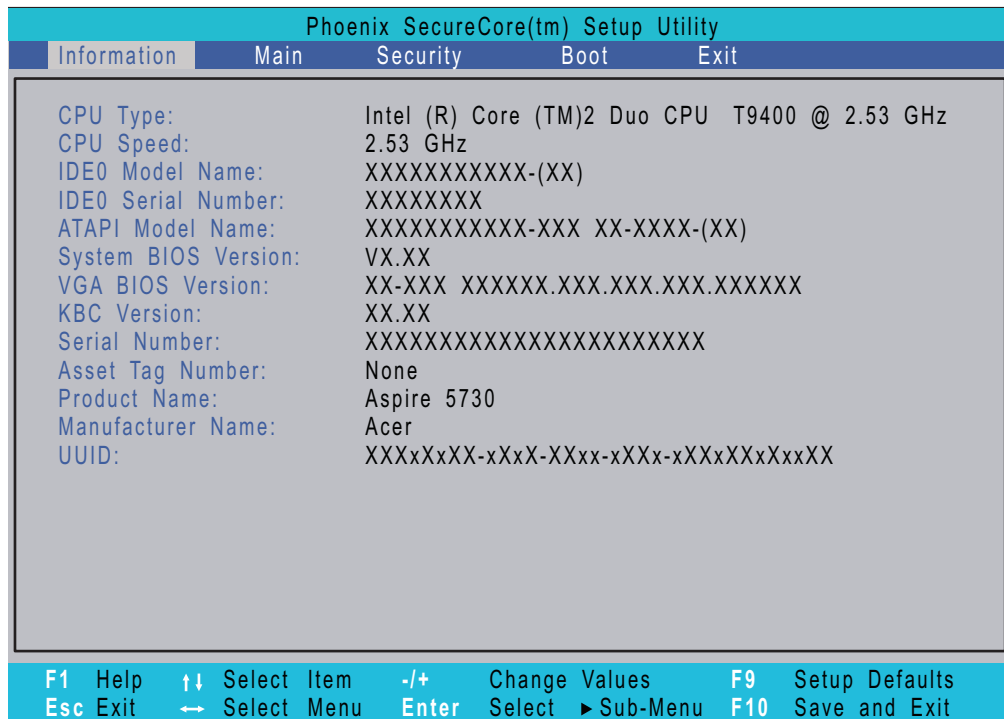 Phoenix SecureCore(tm) Setup Utility
Information Main Security Boot Exit
CPU Type: Intel (R) Core (TM)2 Duo CPU T9400 @ 2.53 GHz
CPU Speed: 2.53 GHz
IDE0 Model Name: XXXXXXXXXXX-(XX)
IDE0 Serial Number: XXXXXXXX
ATAPI Model Name: XXXXXXXXXXX-XXX XX-XXXX-(XX)
System BIOS Version: VX.XX
VGA BIOS Version: XX-XXX XXXXXX.XXX.XXX.XXX.XXXXXX
KBC Version: XX.XX
Serial Number: XXXXXXXXXXXXXXXXXXXXXXX
Asset Tag Number: None
Product Name: Aspire 5730
Manufacturer Name: Acer
UUID: XXXxXxXX-xXxX-XXxx-xXXx-xXXxXXxXxxXX
F1 Help ↑↓ Select Item -/+ Change Values F9 Setup Defaults
Esc Exit ↔ Select Menu Enter Select ►Sub-Menu F10 Save and Exit